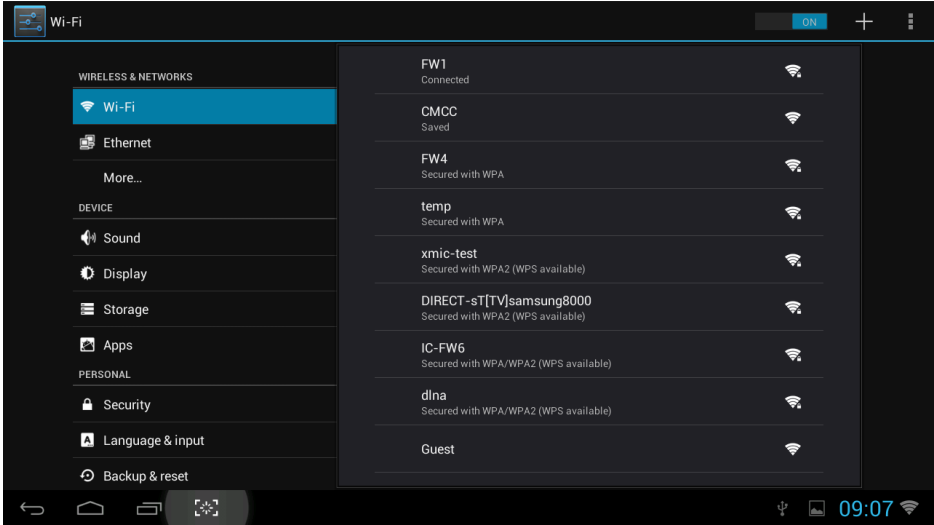 Wi-Fi
ON
WIRELESS & NETWORKS
Wi-Fi
Ethernet
More...
DEVICE
Sound
Display
Storage
Apps
PERSONAL
Security
A
Language & input
Backup & reset
FW1
Connected
CMCC
Saved
FW4
Secured with WPA
temp
Secured with WPA
xmic-test
Secured with WPA2 (WPS available)
DIRECT-sT[TV]samsung8000
Secured with WPA2 (WPS available)
IC-FW6
Secured with WPA/WPA2 (WPS available)
dlna
Secured with WPA/WPA2 (WPS available)
Guest
09:07